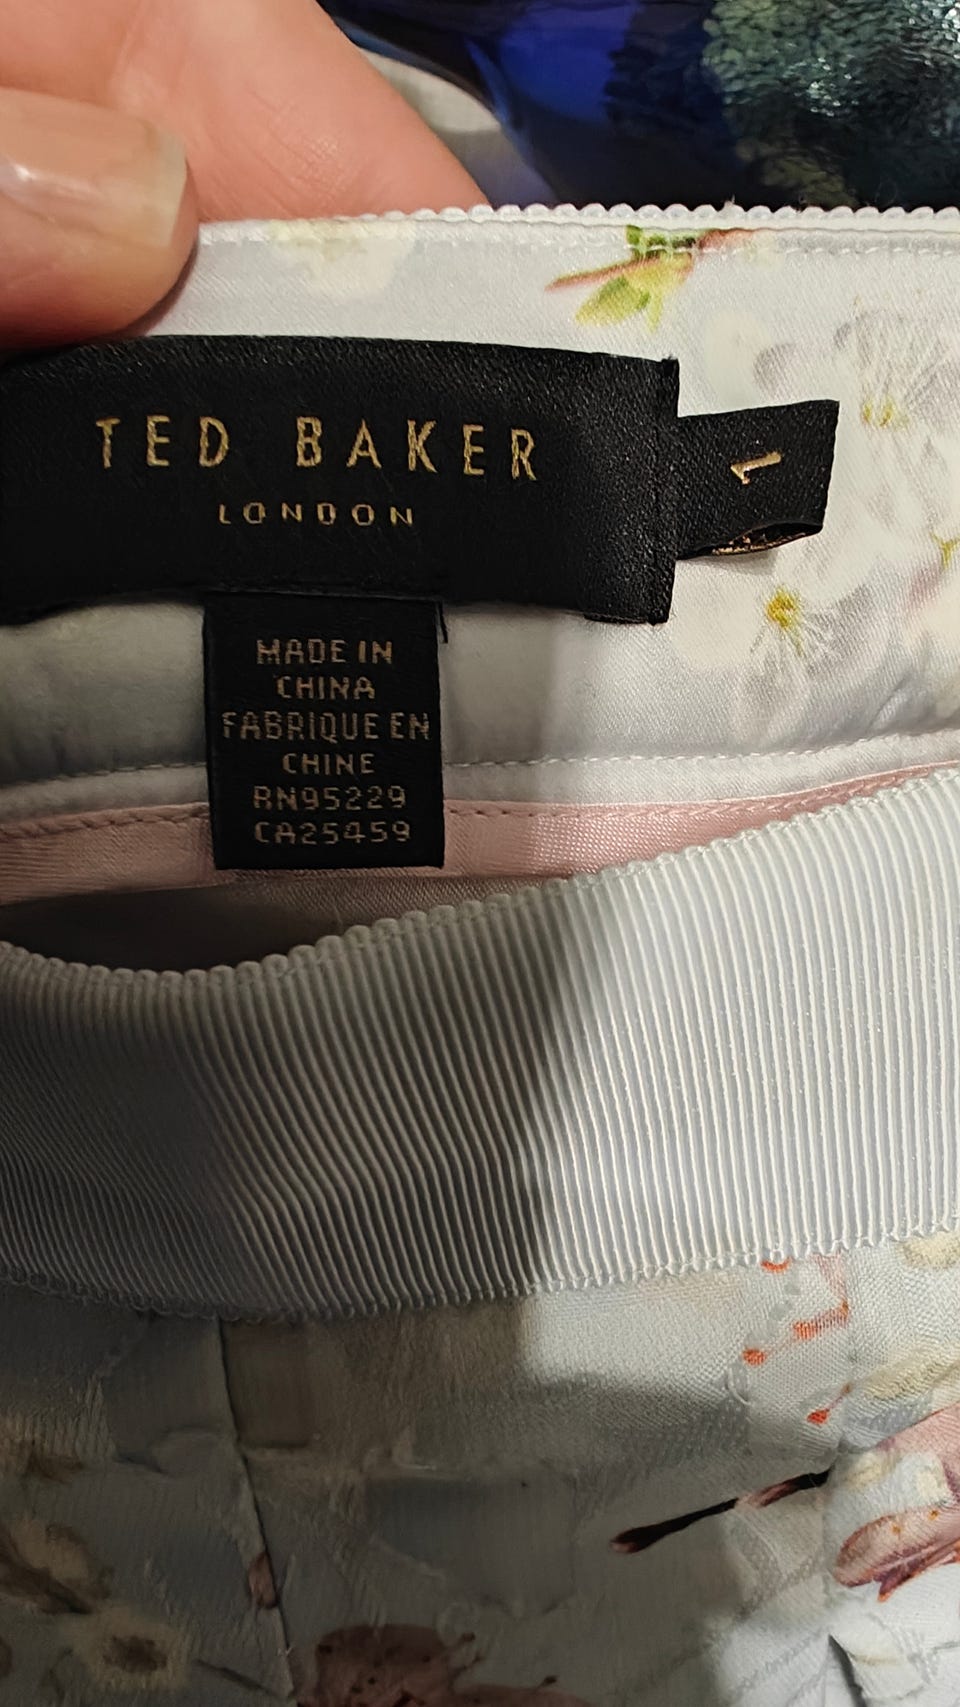 TED BAKER
LONDON
1
MADE IN
CHINA
FABRIQUE EN
CHINE
RN95229
CA25459